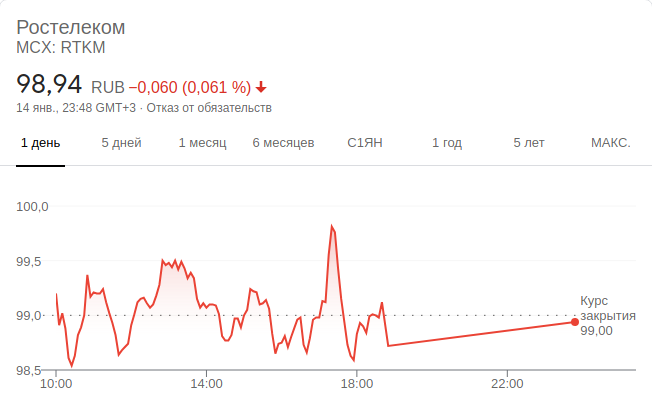 Ростелеком
MCX: RTKM
98,94 RUB −0,060 (0,061 %)
14 янв., 23:48 GMT+3 · Отказ от обязательств
1 день 5 дней 1 месяц 6 месяцев С1ЯН 1 год 5 лет МАКС.
100,0
99,5
99,0
98,5
Курс
закрытия
99,00
10:00 14:00 18:00 22:00